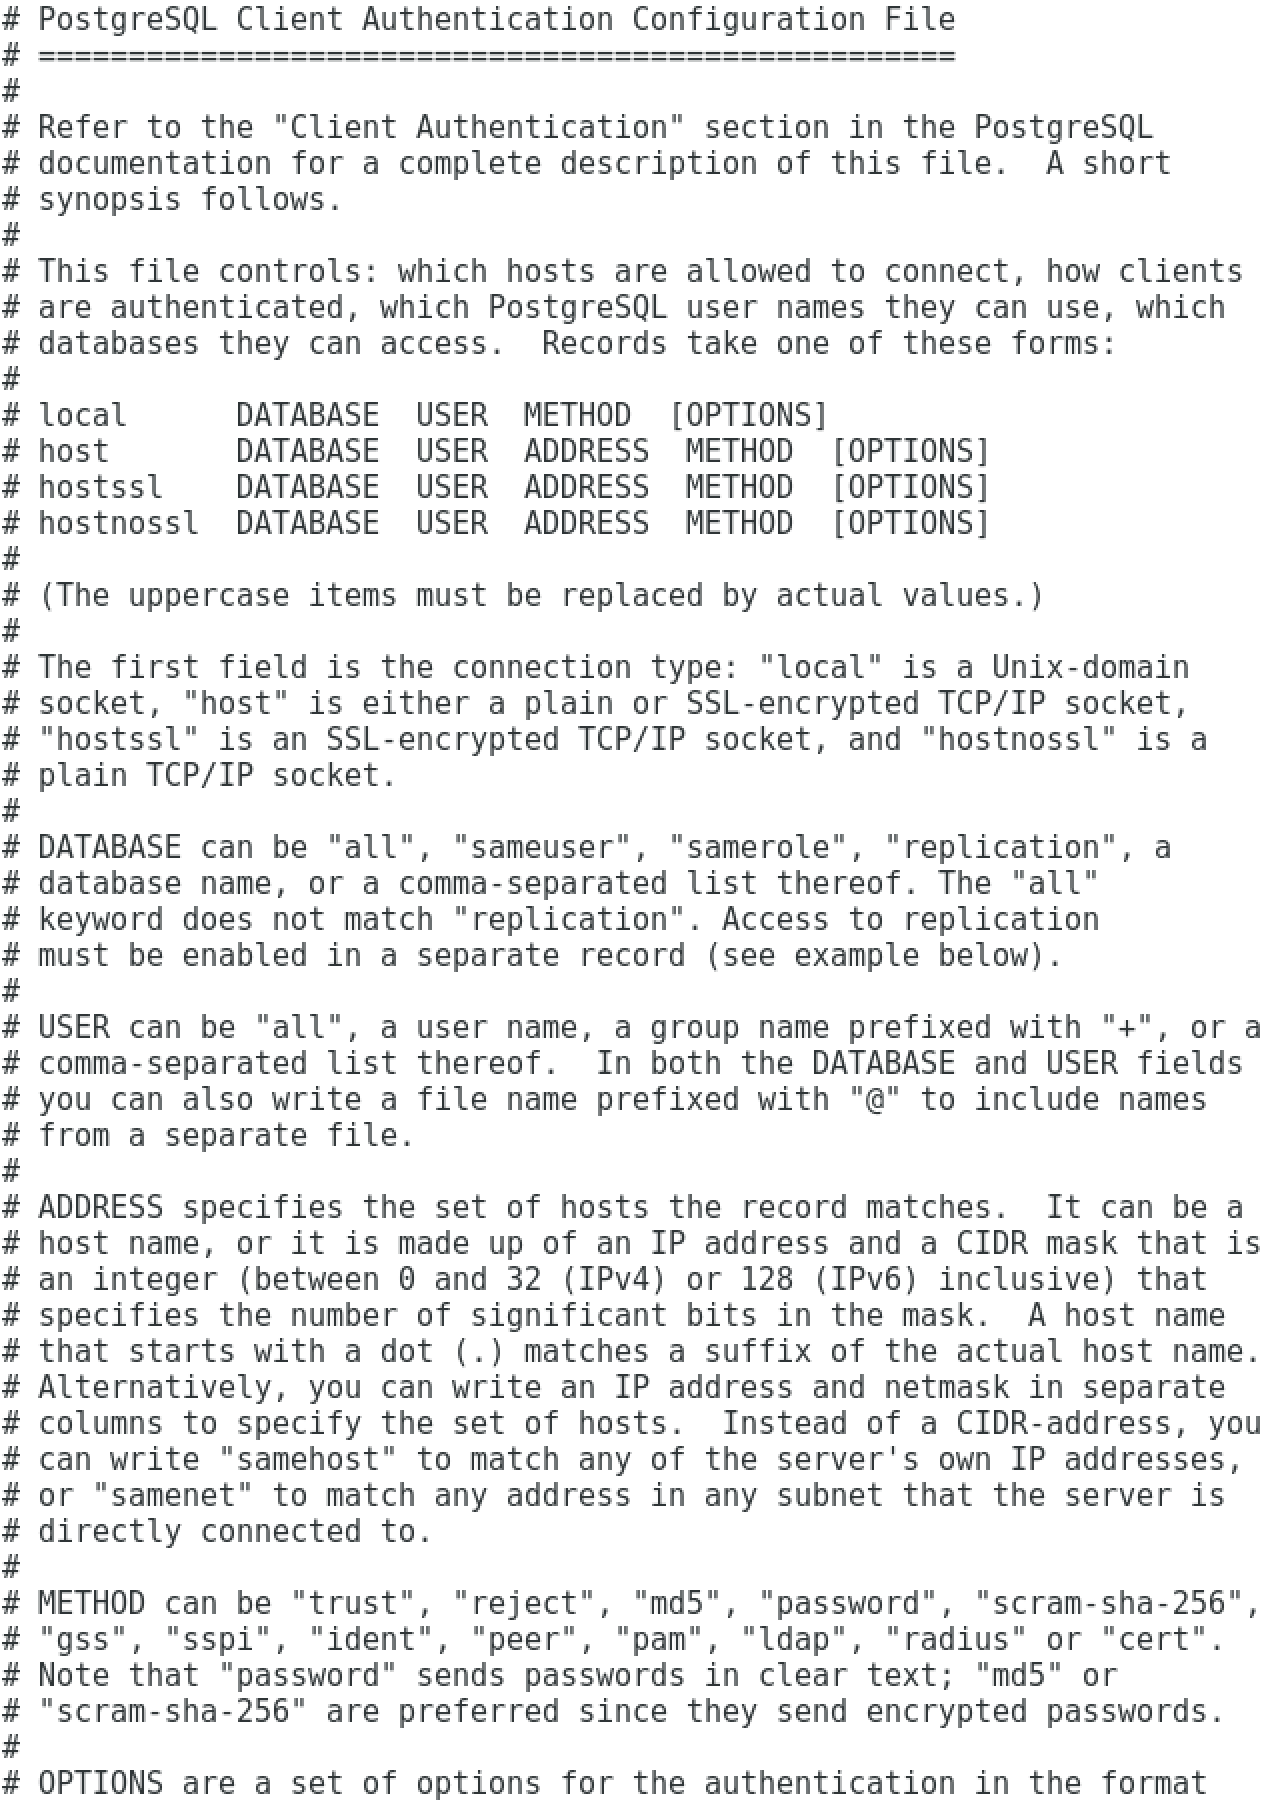 # PostgreSQL Client Authentication Configuration File
# ===================================================
#
# Refer to the "Client Authentication" section in the PostgreSQL
# documentation for a complete description of this file.  A short
# synopsis follows.
#
# This file controls: which hosts are allowed to connect, how clients
# are authenticated, which PostgreSQL user names they can use, which
# databases they can access.  Records take one of these forms:
#
# local      DATABASE  USER  METHOD  [OPTIONS]
# host       DATABASE  USER  ADDRESS  METHOD  [OPTIONS]
# hostssl    DATABASE  USER  ADDRESS  METHOD  [OPTIONS]
# hostnossl  DATABASE  USER  ADDRESS  METHOD  [OPTIONS]
#
# (The uppercase items must be replaced by actual values.)
#
# The first field is the connection type: "local" is a Unix-domain
# socket, "host" is either a plain or SSL-encrypted TCP/IP socket,
# "hostssl" is an SSL-encrypted TCP/IP socket, and "hostnossl" is a
# plain TCP/IP socket.
#
# DATABASE can be "all", "sameuser", "samerole", "replication", a
# database name, or a comma-separated list thereof. The "all"
# keyword does not match "replication". Access to replication
# must be enabled in a separate record (see example below).
#
# USER can be "all", a user name, a group name prefixed with "+", or a
# comma-separated list thereof.  In both the DATABASE and USER fields
# you can also write a file name prefixed with "@" to include names
# from a separate file.
#
# ADDRESS specifies the set of hosts the record matches.  It can be a
# host name, or it is made up of an IP address and a CIDR mask that is
# an integer (between 0 and 32 (IPv4) or 128 (IPv6) inclusive) that
# specifies the number of significant bits in the mask.  A host name
# that starts with a dot (.) matches a suffix of the actual host name.
# Alternatively, you can write an IP address and netmask in separate
# columns to specify the set of hosts.  Instead of a CIDR-address, you
# can write "samehost" to match any of the server's own IP addresses,
# or "samenet" to match any address in any subnet that the server is
# directly connected to.
#
# METHOD can be "trust", "reject", "md5", "password", "scram-sha-256",
# "gss", "sspi", "ident", "peer", "pam", "ldap", "radius" or "cert".
# Note that "password" sends passwords in clear text; "md5" or
# "scram-sha-256" are preferred since they send encrypted passwords.
#
# OPTIONS are a set of options for the authentication in the format